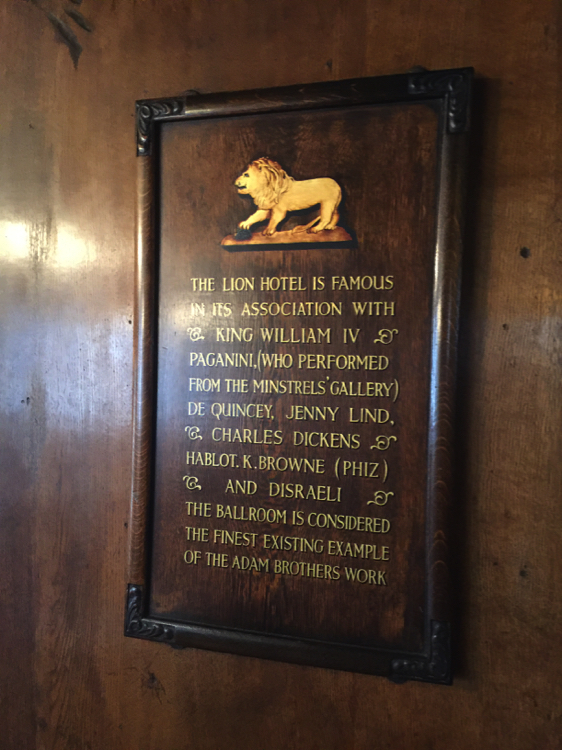 THE LION HOTEL IS FAMOUS
IN ITS ASSOCIATION WITH
KING WILLIAM IV
PAGANINI,(WHO PERFORMED
FROM THE MINSTRELS' GALLERY)
DE QUINCEY, JENNY LIND,
CHARLES DICKENS
HABLOT. K. BROWNE (PHIZ)
AND DISRAELI
THE BALLROOM IS CONSIDERED
THE FINEST EXISTING EXAMPLE
OF THE ADAM BROTHERS WORK